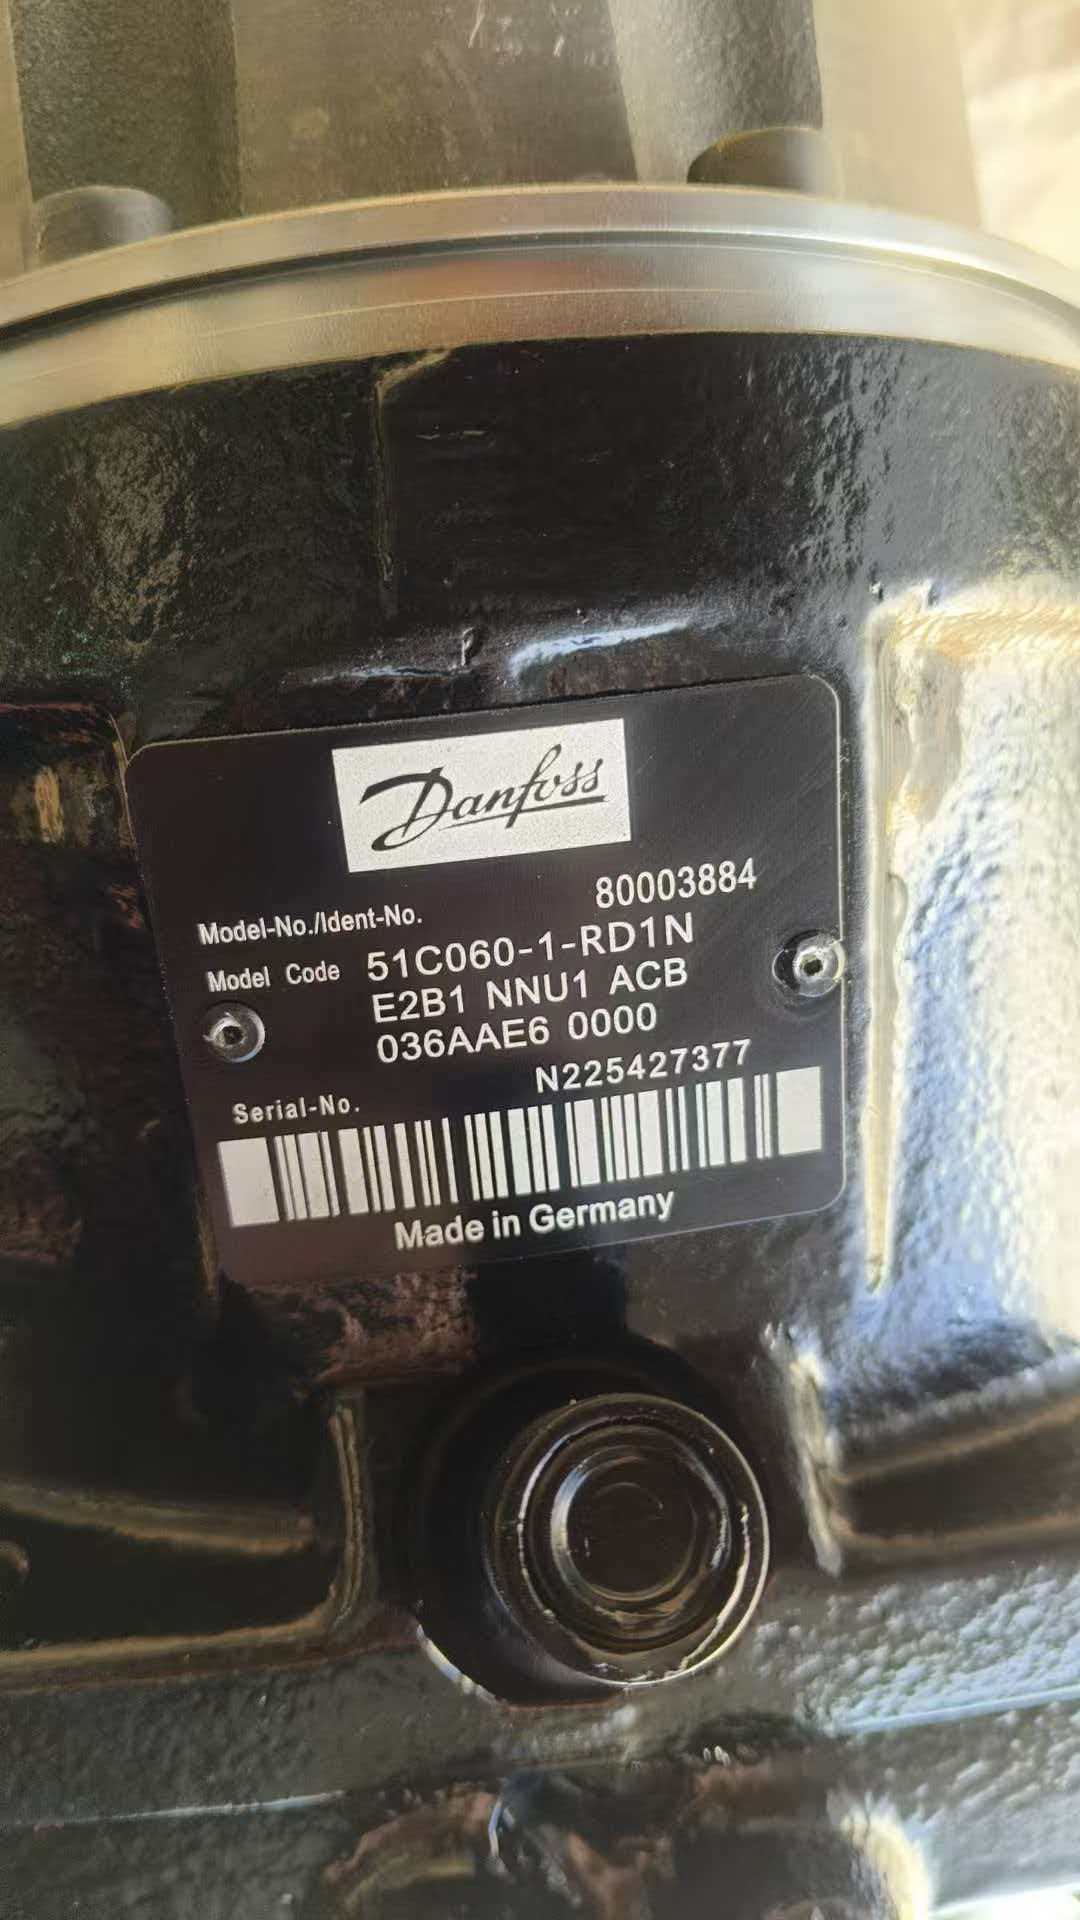 Danfoss
Model-No./Ident-No. 80003884
Model Code 51C060-1-RD1N
E2B1 NNU1 ACB
036AAE6 0000
Serial-No. N225427377
Made in Germany